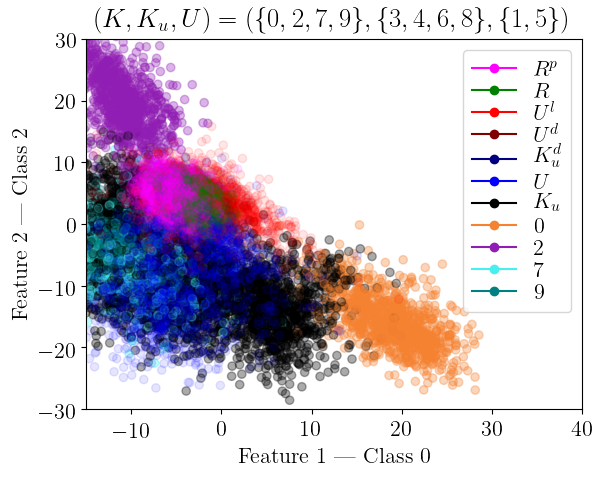 (K, K_u, U) = ({0, 2, 7, 9}, {3, 4, 6, 8}, {1, 5})
30
20
10
0
−10
−20
−30
Feature 2 — Class 2
R^p
R
U^l
U^d
K_u^d
U
K_u
0
2
7
9
−10
0
10
20
30
40
Feature 1 — Class 0